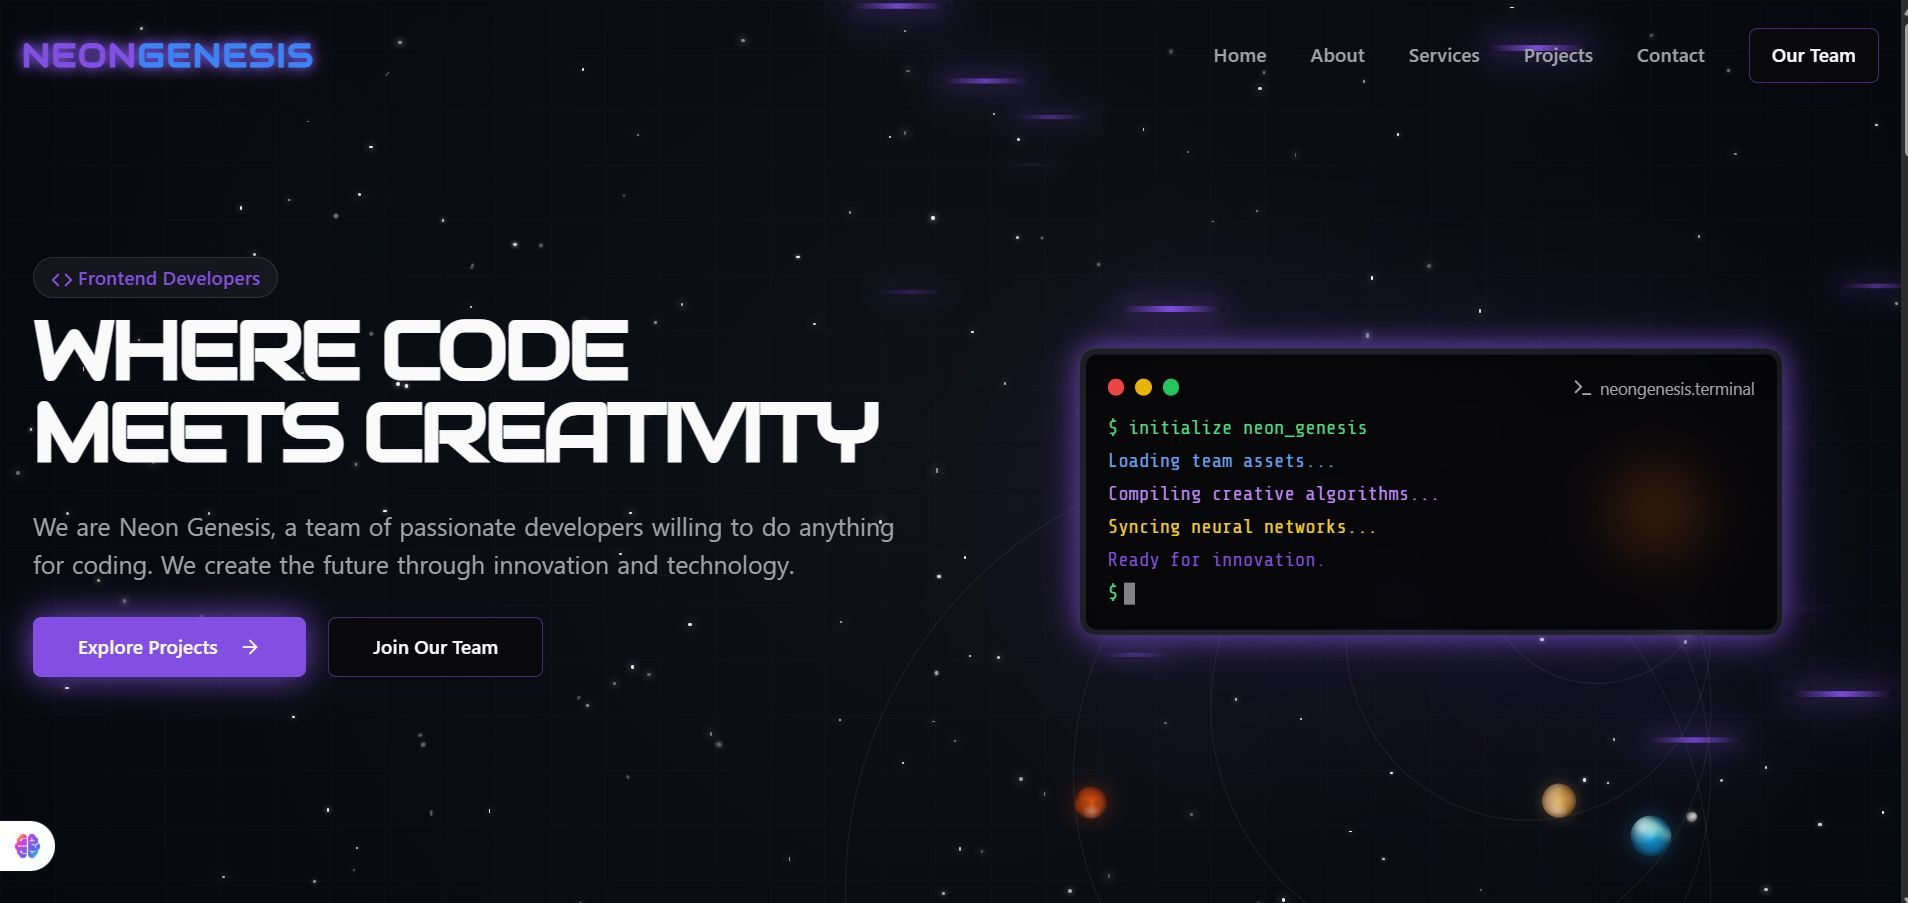 NEONGENESIS
Home About Services Projects Contact Our Team
<> Frontend Developers
WHERE CODE
MEETS CREATIVITY
We are Neon Genesis, a team of passionate developers willing to do anything
for coding. We create the future through innovation and technology.
Explore Projects →
Join Our Team
>_ neongenesis.terminal
$ initialize neon_genesis
Loading team assets...
Compiling creative algorithms...
Syncing neural networks...
Ready for innovation.
$